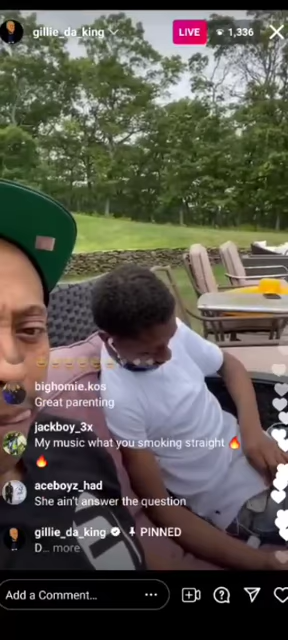 gillie_da_king
LIVE
1,336
bighomie.kos
Great parenting
jackboy_3x
My music what you smoking straight 🔥
🔥
aceboyz_had
She ain't answer the question
gillie_da_king PINNED
D... more
Add a Comment...